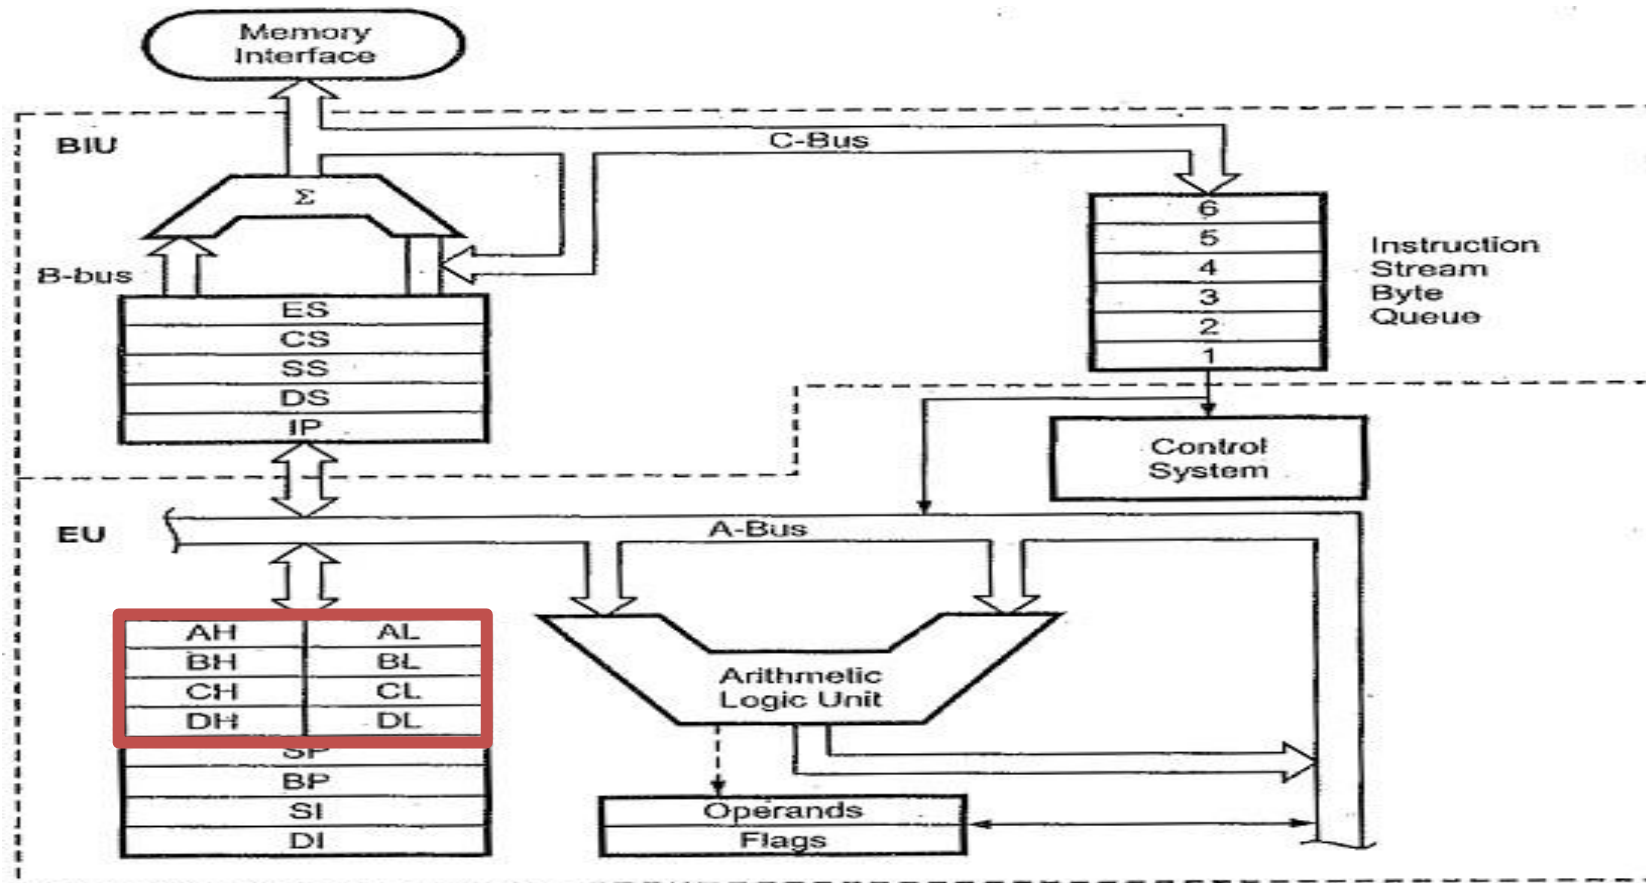 Memory
Interface
BIU
C-Bus
Σ
B-bus
ES
CS
SS
DS
IP
6
5
4
3
2
1
Instruction
Stream
Byte
Queue
Control
System
EU
A-Bus
AH AL
BH BL
CH CL
DH DL
SP
BP
SI
DI
Arithmetic
Logic Unit
Operands
Flags